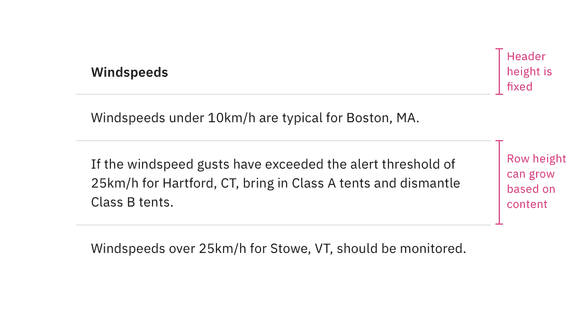 Windspeeds
Header
height is
fixed
Windspeeds under 10km/h are typical for Boston, MA.
If the windspeed gusts have exceeded the alert threshold of
25km/h for Hartford, CT, bring in Class A tents and dismantle
Class B tents.
Row height
can grow
based on
content
Windspeeds over 25km/h for Stowe, VT, should be monitored.